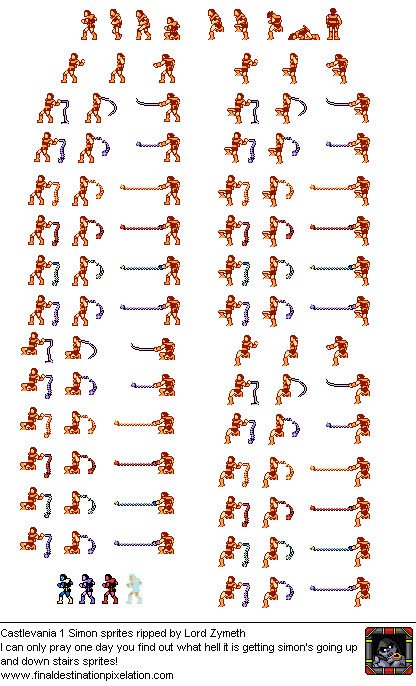 Castlevania 1 Simon sprites ripped by Lord Zymeth
I can only pray one day you find out what hell it is getting simon's going up
and down stairs sprites!
www.finaldestinationpixelation.com